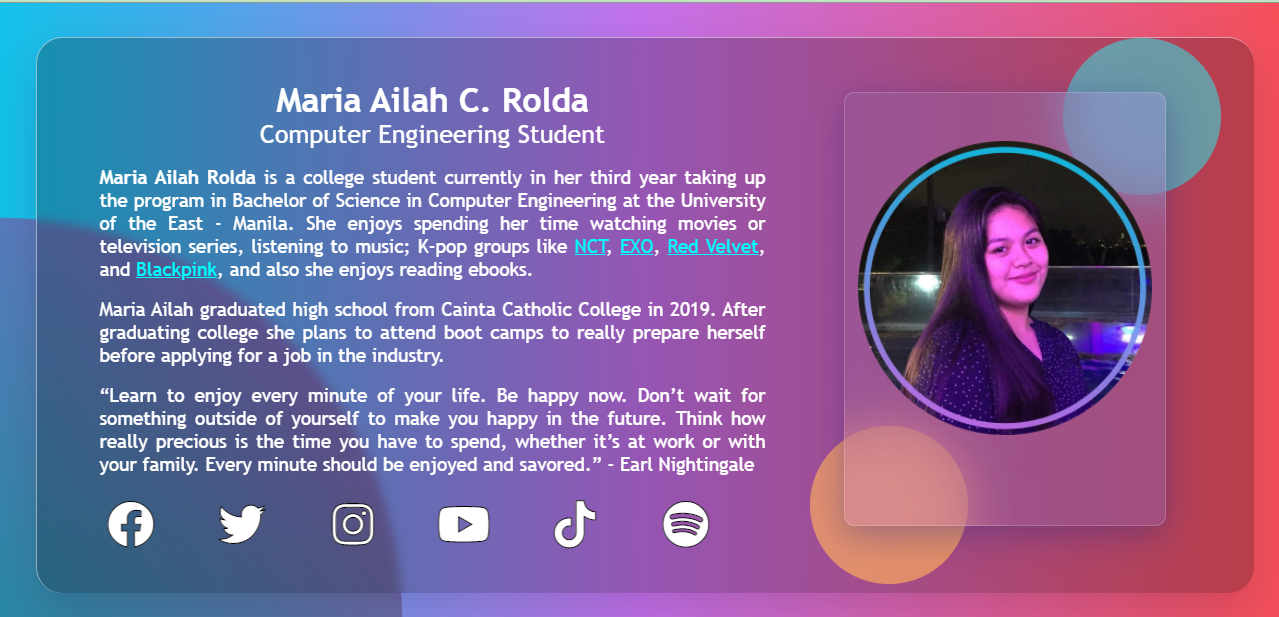 Maria Ailah C. Rolda
Computer Engineering Student
Maria Ailah Rolda is a college student currently in her third year taking up
the program in Bachelor of Science in Computer Engineering at the University
of the East - Manila. She enjoys spending her time watching movies or
television series, listening to music; K-pop groups like NCT, EXO, Red Velvet,
and Blackpink, and also she enjoys reading ebooks.
Maria Ailah graduated high school from Cainta Catholic College in 2019. After
graduating college she plans to attend boot camps to really prepare herself
before applying for a job in the industry.
“Learn to enjoy every minute of your life. Be happy now. Don’t wait for
something outside of yourself to make you happy in the future. Think how
really precious is the time you have to spend, whether it’s at work or with
your family. Every minute should be enjoyed and savored.” - Earl Nightingale